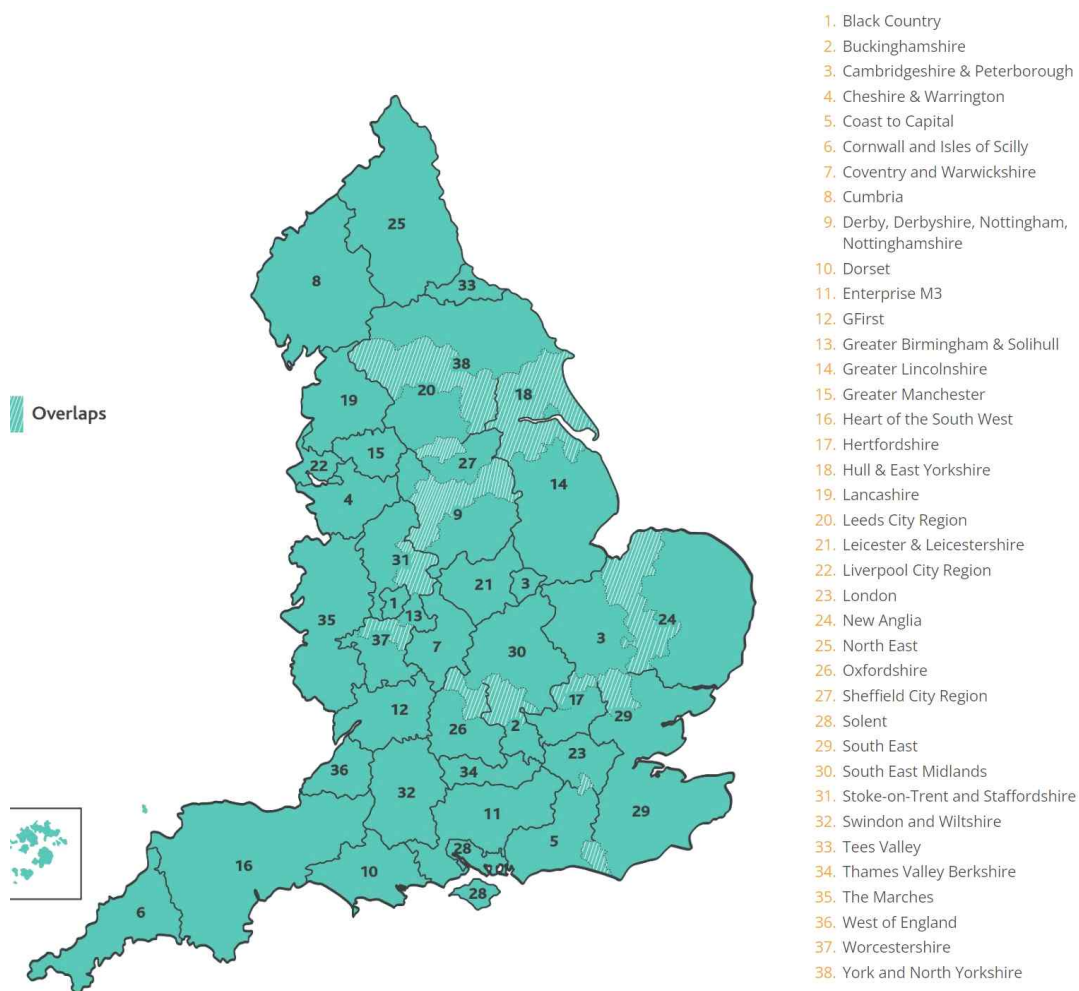 1. Black Country
2. Buckinghamshire
3. Cambridgeshire & Peterborough
4. Cheshire & Warrington
5. Coast to Capital
6. Cornwall and Isles of Scilly
7. Coventry and Warwickshire
8. Cumbria
9. Derby, Derbyshire, Nottingham,
Nottinghamshire
10. Dorset
11. Enterprise M3
12. GFirst
13. Greater Birmingham & Solihull
14. Greater Lincolnshire
15. Greater Manchester
16. Heart of the South West
17. Hertfordshire
18. Hull & East Yorkshire
19. Lancashire
20. Leeds City Region
21. Leicester & Leicestershire
22. Liverpool City Region
23. London
24. New Anglia
25. North East
26. Oxfordshire
27. Sheffield City Region
28. Solent
29. South East
30. South East Midlands
31. Stoke-on-Trent and Staffordshire
32. Swindon and Wiltshire
33. Tees Valley
34. Thames Valley Berkshire
35. The Marches
36. West of England
37. Worcestershire
38. York and North Yorkshire
Overlaps
25
8
33
38
20
18
19
15
27
22
14
4
9
31
21
3
1
13
35
24
37
7
30
3
12
17
29
26
2
23
36
34
32
11
29
5
28
16
10
28
6